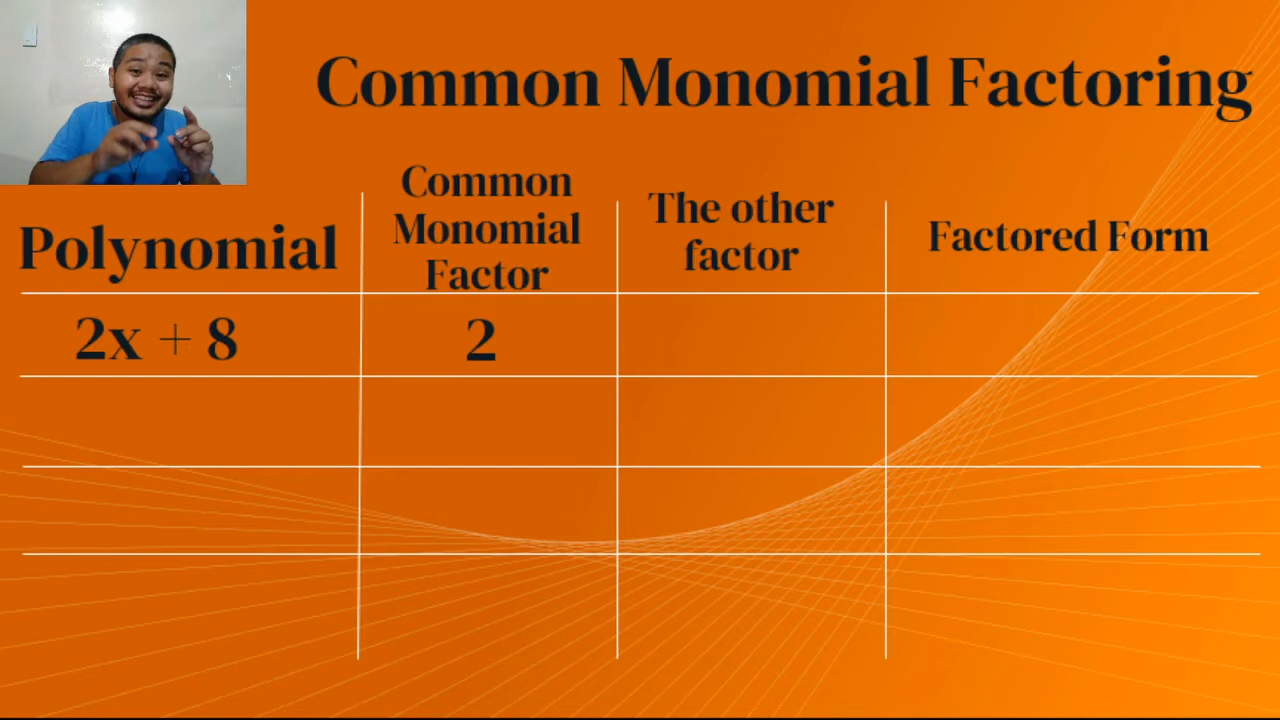 Common Monomial Factoring
Polynomial
Common
Monomial
Factor
The other
factor
Factored Form
2x + 8
2